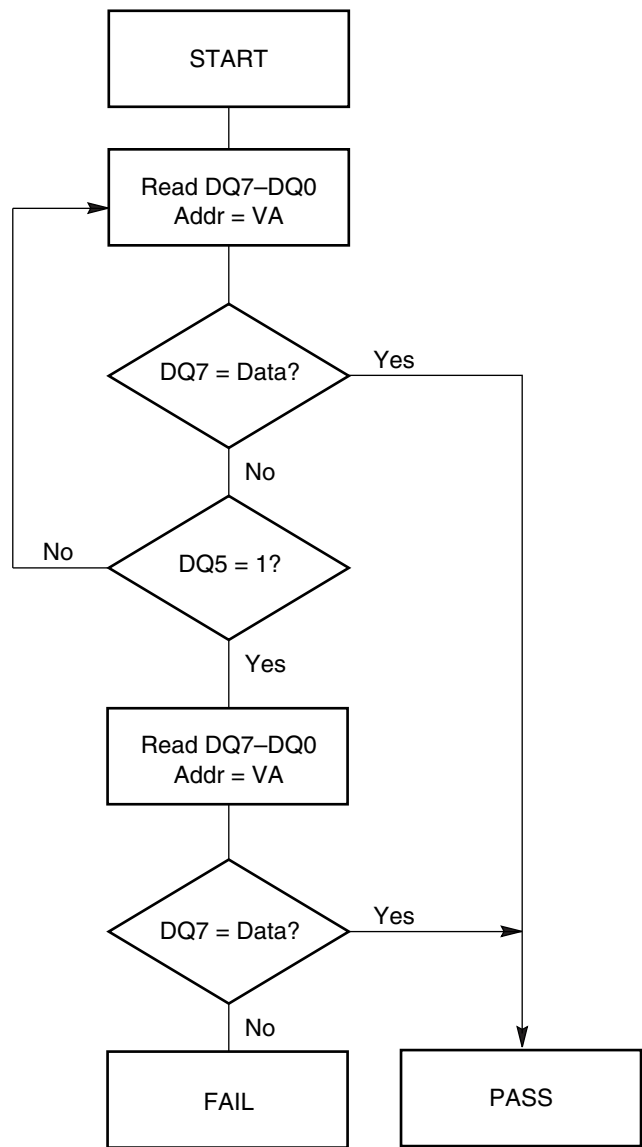 START
Read DQ7–DQ0
Addr = VA
DQ7 = Data?
Yes
No
No
DQ5 = 1?
Yes
Read DQ7–DQ0
Addr = VA
DQ7 = Data?
Yes
No
FAIL
PASS